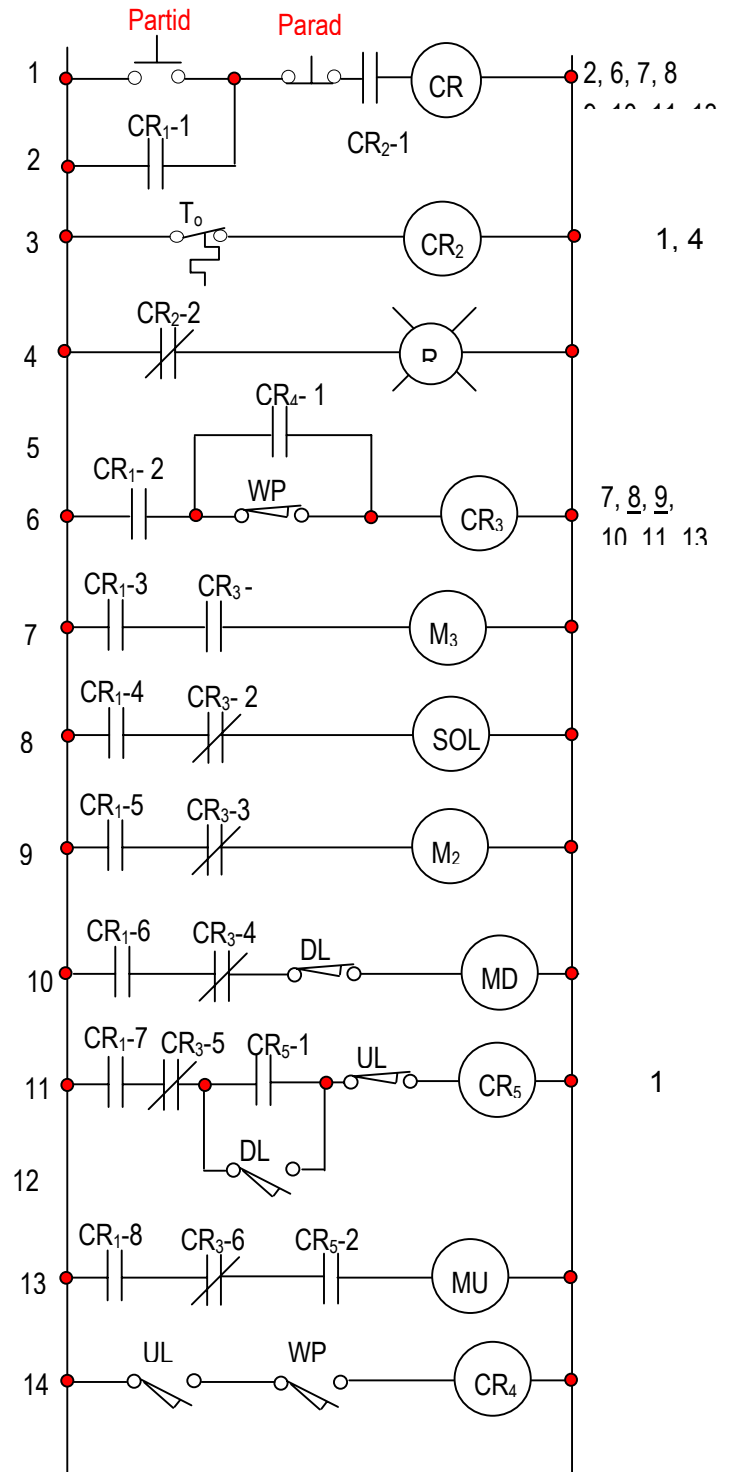 Partid Parad
1 CR 2, 6, 7, 8
CR₁-1 CR₂-1
2
T₀
3 CR₂ 1, 4
CR₂-2
4
CR₄- 1
5
CR₁- 2 WP
6 CR₃ 7, 8, 9,
10 11 13
CR₁-3 CR₃-
7 M₃
CR₁-4 CR₃- 2
8 SOL
CR₁-5 CR₃-3
9 M₂
CR₁-6 CR₃-4 DL
10 MD
CR₁-7 CR₃-5 CR₅-1 UL
11 CR₅ 1
DL
12
CR₁-8 CR₃-6 CR₅-2
13 MU
UL WP
14 CR₄